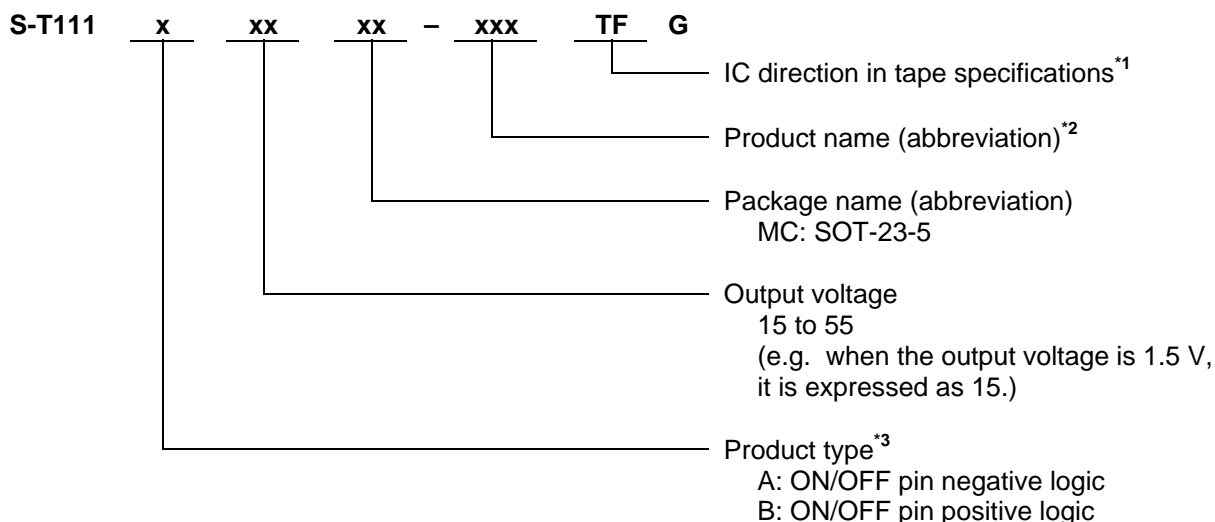 S-T111 x xx xx – xxx TF G
IC direction in tape specifications*1
Product name (abbreviation)*2
Package name (abbreviation)
MC: SOT-23-5
Output voltage
15 to 55
(e.g. when the output voltage is 1.5 V,
it is expressed as 15.)
Product type*3
A: ON/OFF pin negative logic
B: ON/OFF pin positive logic